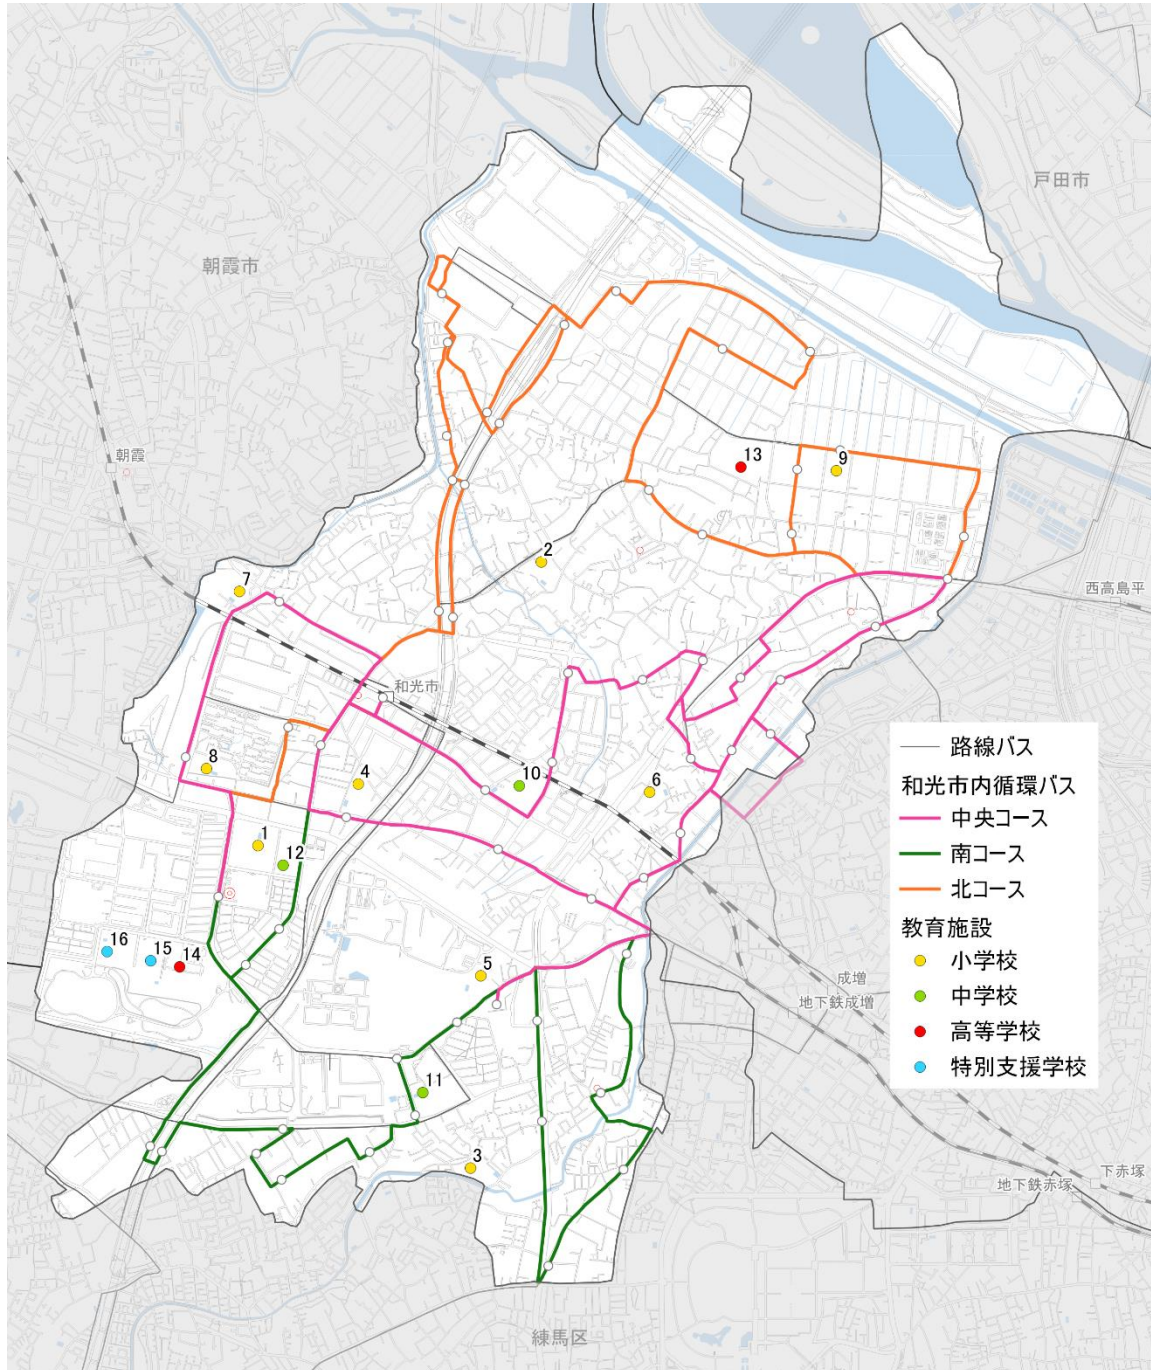 戸田市
朝霞市
朝霞
13
9
2
西高島平
7
和光市
路線バス
和光市内循環バス
中央コース
南コース
北コース
教育施設
小学校
中学校
高等学校
特別支援学校
8
4
10
6
1
12
16
15
14
5
成増
地下鉄成増
11
3
下赤塚
地下鉄赤塚
練馬区